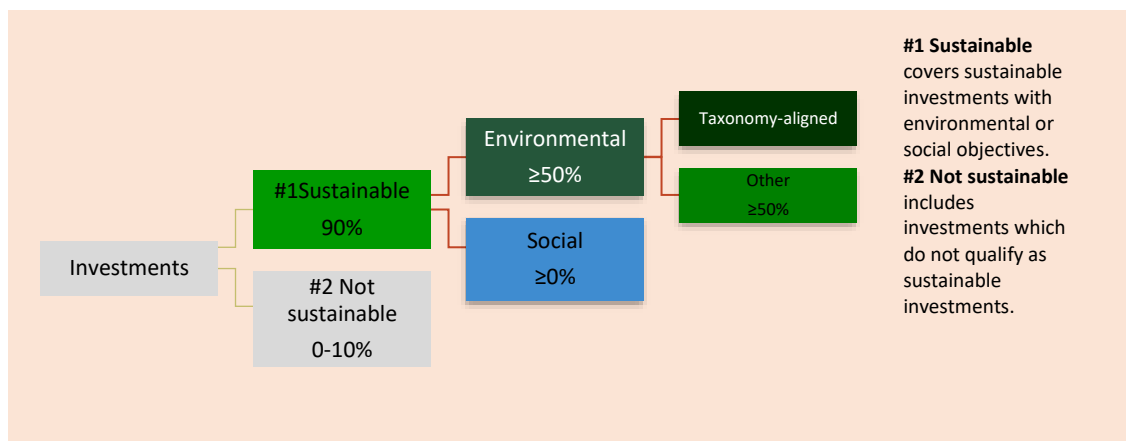 Investments
#1Sustainable
90%
#2 Not
sustainable
0-10%
Environmental
≥50%
Social
≥0%
Taxonomy-aligned
Other
≥50%
#1 Sustainable
covers sustainable
investments with
environmental or
social objectives.
#2 Not sustainable
includes
investments which
do not qualify as
sustainable
investments.